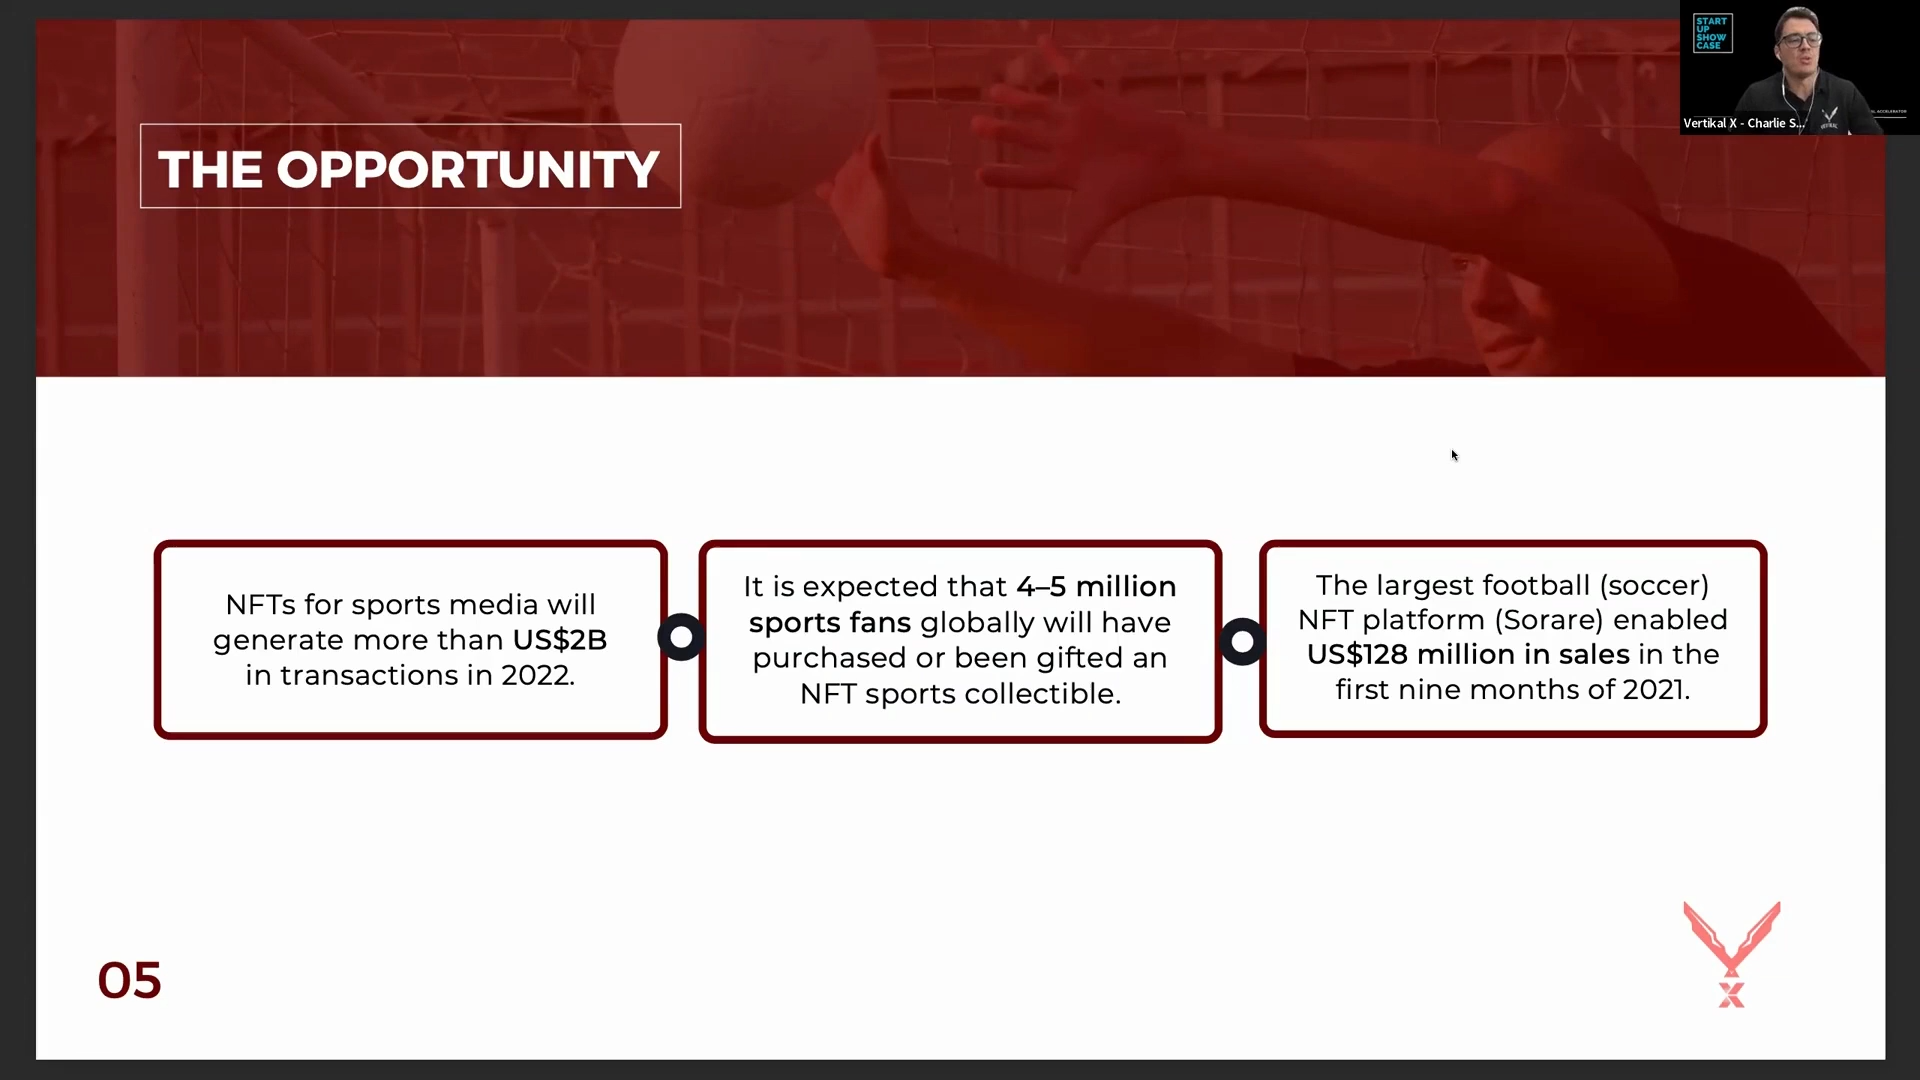 START
UP
SHOW
CASE
Vertikal X - Charlie S...
THE OPPORTUNITY
NFTs for sports media will
generate more than US$2B
in transactions in 2022.
It is expected that 4–5 million
sports fans globally will have
purchased or been gifted an
NFT sports collectible.
The largest football (soccer)
NFT platform (Sorare) enabled
US$128 million in sales in the
first nine months of 2021.
05
X